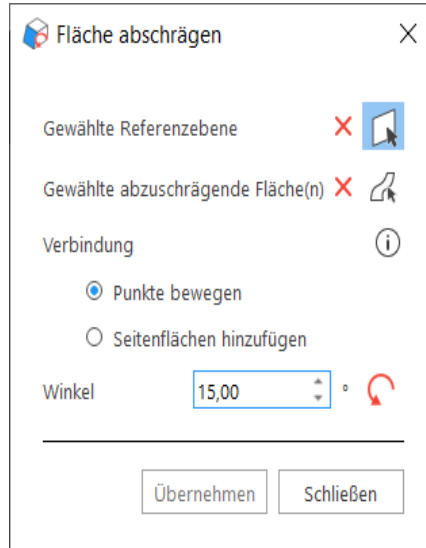 Fläche abschrägen
Gewählte Referenzebene
Gewählte abzuschrägende Fläche(n)
Verbindung
Punkte bewegen
Seitenflächen hinzufügen
Winkel 15,00 °
Übernehmen Schließen